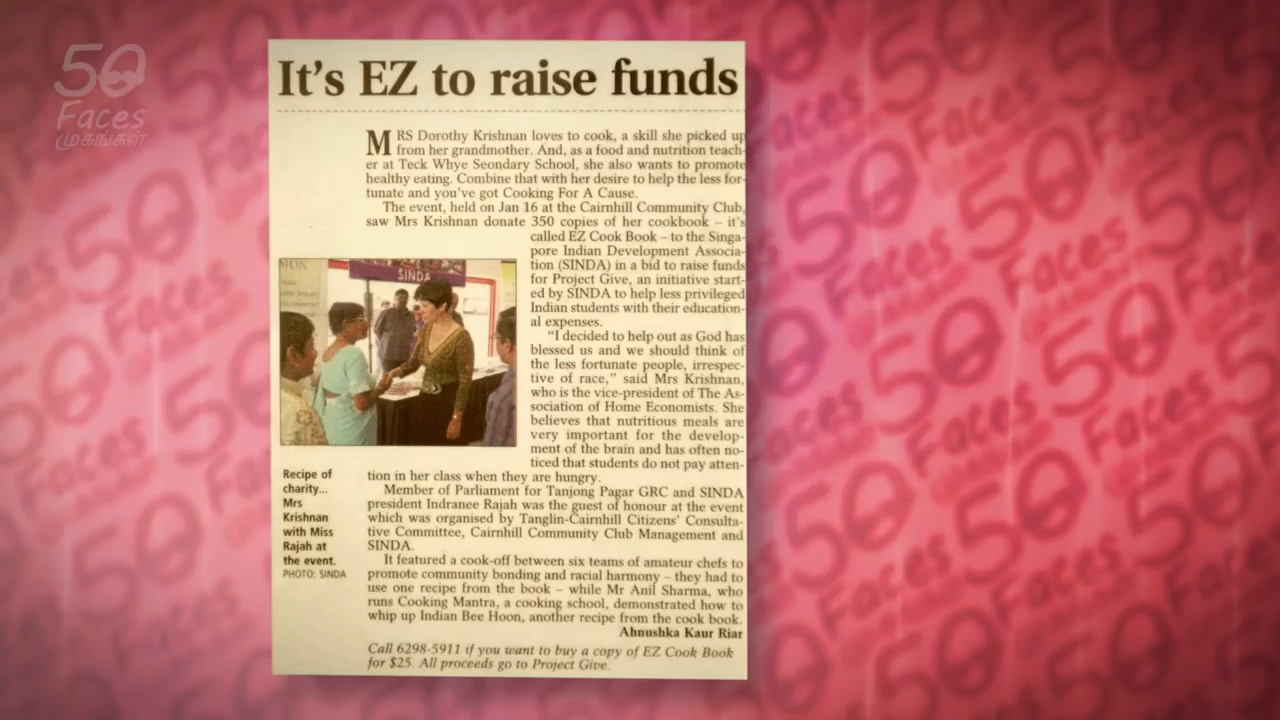 50
Faces
முகங்கள்
It's EZ to raise funds
MRS Dorothy Krishnan loves to cook, a skill she picked up
from her grandmother. And, as a food and nutrition teach-
er at Teck Whye Seondary School, she also wants to promote
healthy eating. Combine that with her desire to help the less for-
tunate and you've got Cooking For A Cause.
The event, held on Jan 16 at the Cairnhill Community Club,
saw Mrs Krishnan donate 350 copies of her cookbook – it's
called EZ Cook Book – to the Singa-
pore Indian Development Associa-
tion (SINDA) in a bid to raise funds
for Project Give, an initiative start-
ed by SINDA to help less privileged
Indian students with their education-
al expenses.
"I decided to help out as God has
blessed us and we should think of
the less fortunate people, irrespec-
tive of race," said Mrs Krishnan,
who is the vice-president of The As-
sociation of Home Economists. She
believes that nutritious meals are
very important for the develop-
ment of the brain and has often no-
ticed that students do not pay atten-
tion in her class when they are hungry.
Member of Parliament for Tanjong Pagar GRC and SINDA
president Indranee Rajah was the guest of honour at the event
which was organised by Tanglin-Cairnhill Citizens' Consulta-
tive Committee, Cairnhill Community Club Management and
SINDA.
It featured a cook-off between six teams of amateur chefs to
promote community bonding and racial harmony – they had to
use one recipe from the book – while Mr Anil Sharma, who
runs Cooking Mantra, a cooking school, demonstrated how to
whip up Indian Bee Hoon, another recipe from the cook book.
Ahnushka Kaur Riar
Call 6298-5911 if you want to buy a copy of EZ Cook Book
for $25. All proceeds go to Project Give.
SINDA
Recipe of
charity...
Mrs
Krishnan
with Miss
Rajah at
the event.
PHOTO: SINDA